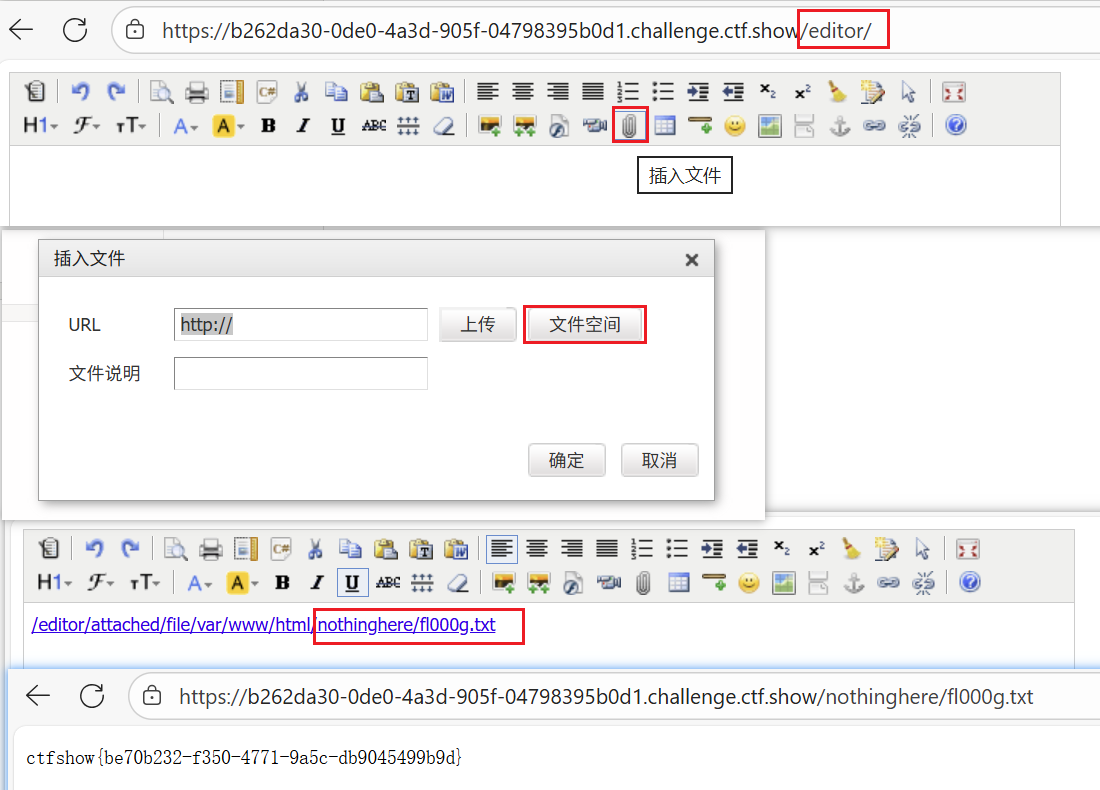 https://b262da30-0de0-4a3d-905f-04798395b0d1.challenge.ctf.show/editor/
H1 F тT A A B I U ABC
插入文件
插入文件
URL http:// 上传 文件空间
文件说明
确定 取消
H1 F тT A A B I U ABC
/editor/attached/file/var/www/html/nothinghere/fl000g.txt
https://b262da30-0de0-4a3d-905f-04798395b0d1.challenge.ctf.show/nothinghere/fl000g.txt
ctfshow{be70b232-f350-4771-9a5c-db9045499b9d}